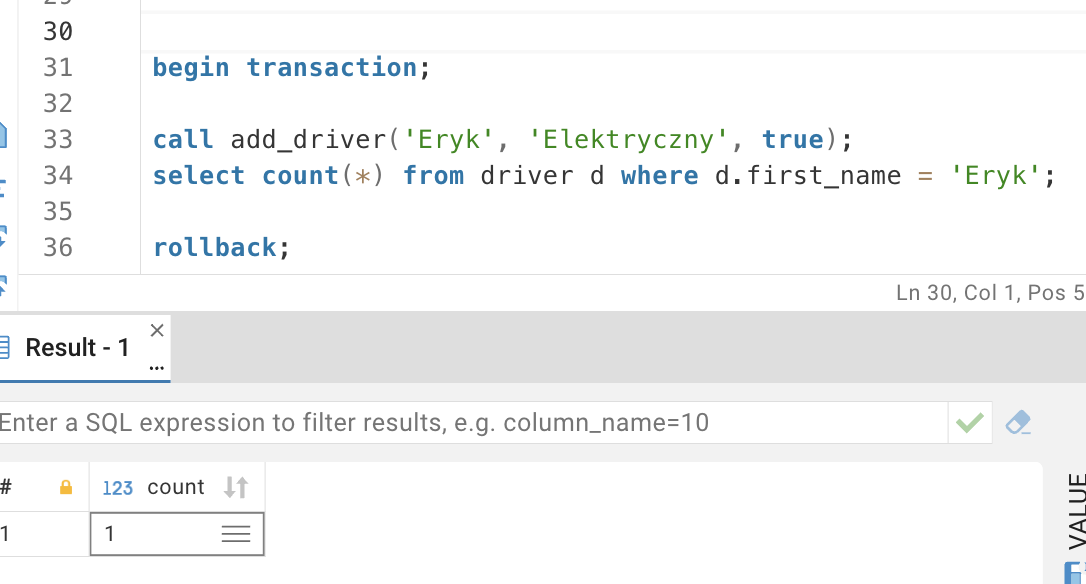 30
31 begin transaction;
32
33 call add_driver('Eryk', 'Elektryczny', true);
34 select count(*) from driver d where d.first_name = 'Eryk';
35
36 rollback;
Ln 30, Col 1, Pos 5
Result - 1
...
Enter a SQL expression to filter results, e.g. column_name=10
# 123 count
1 1
VALUE